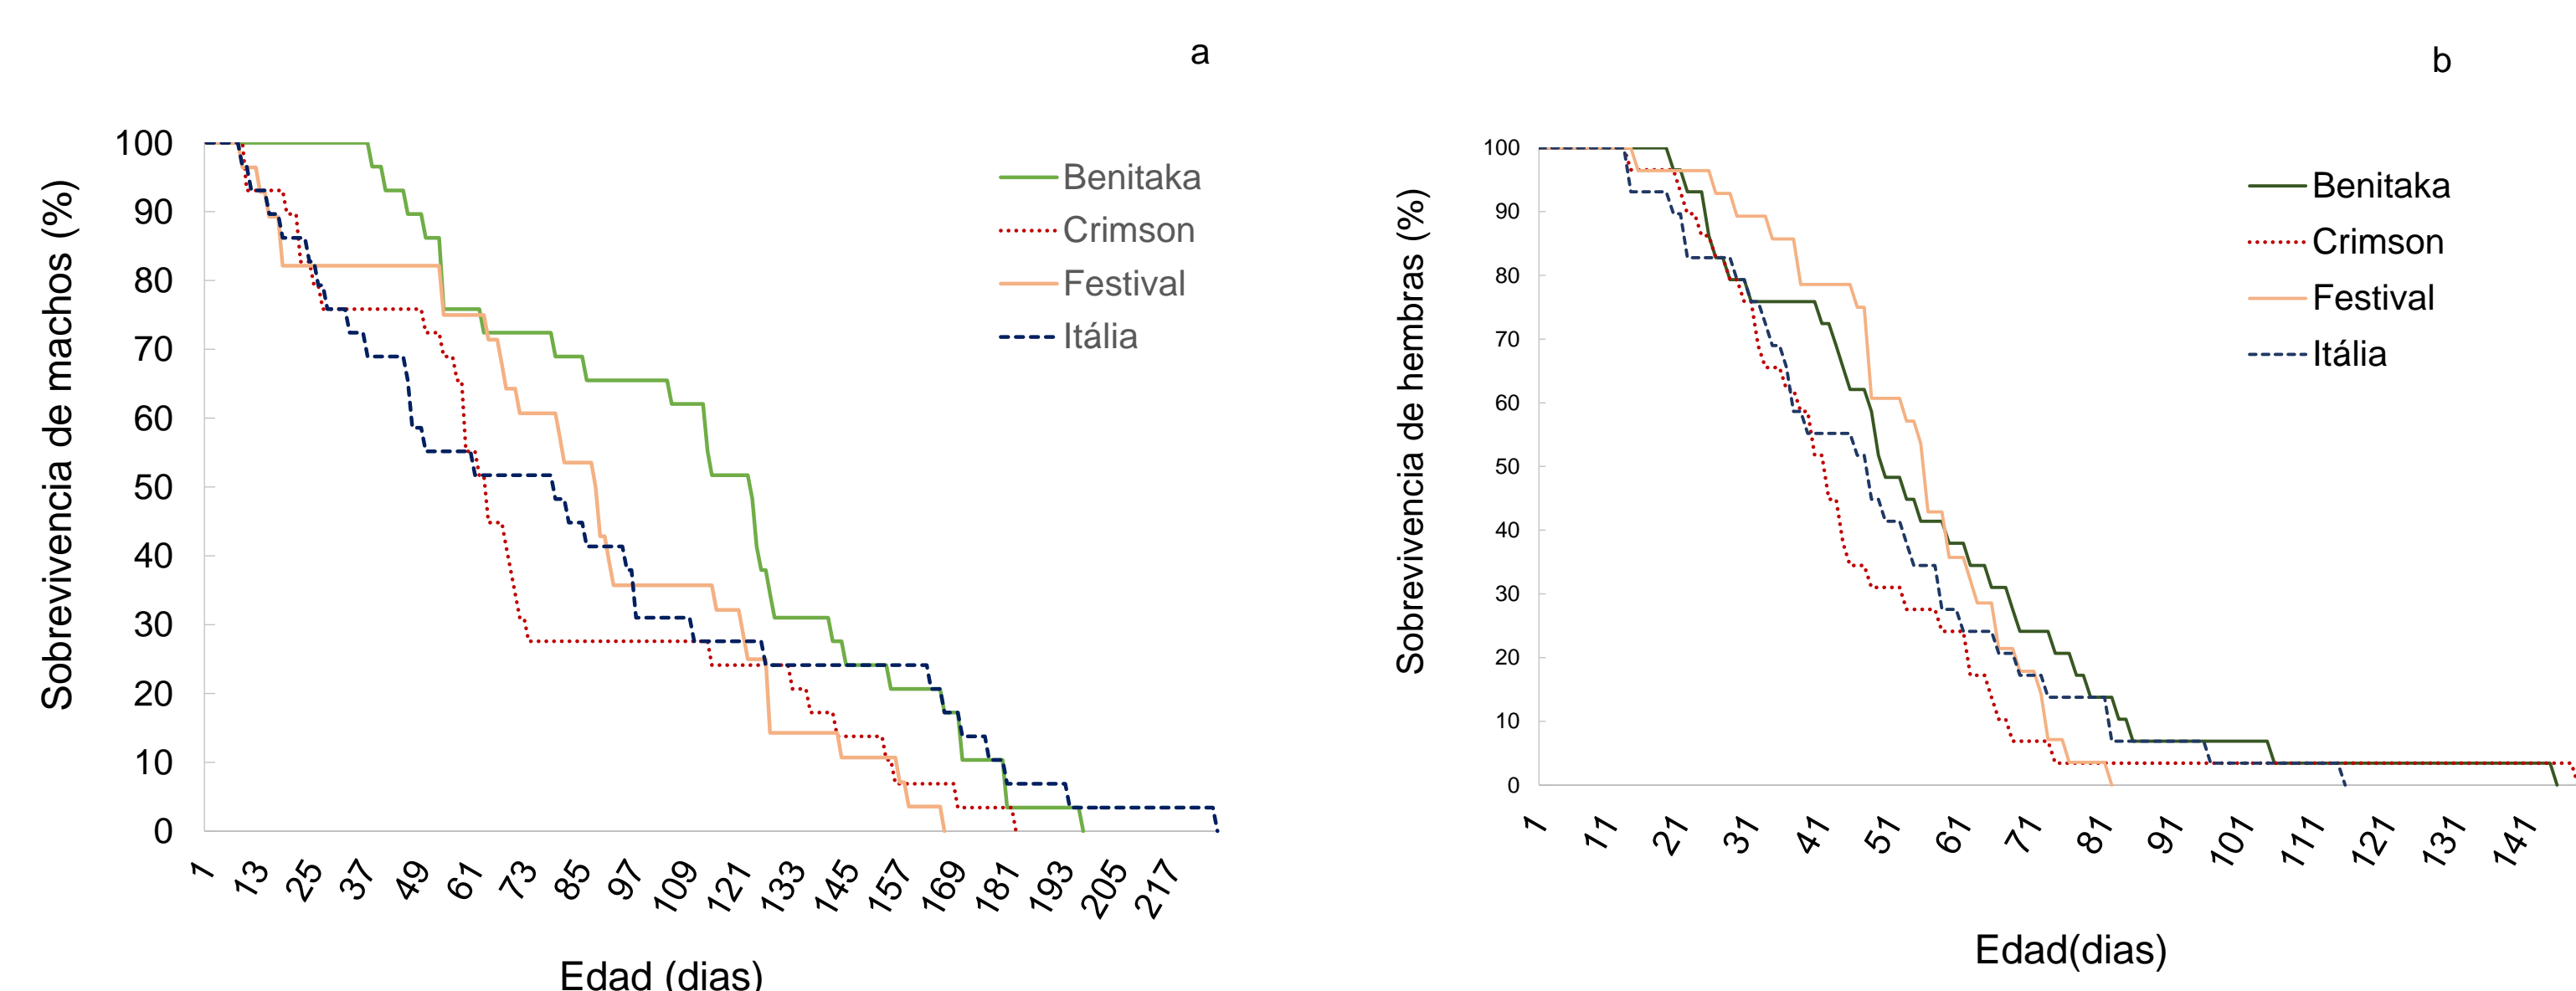 a
Sobrevivencia de machos (%)
100
90
80
70
60
50
40
30
20
10
0
Benitaka
Crimson
Festival
Itália
1 13 25 37 49 61 73 85 97 109 121 133 145 157 169 181 193 205 217
Edad (dias)
b
Sobrevivencia de hembras (%)
100
90
80
70
60
50
40
30
20
10
0
Benitaka
Crimson
Festival
Itália
1 11 21 31 41 51 61 71 81 91 101 111 121 131 141
Edad(dias)